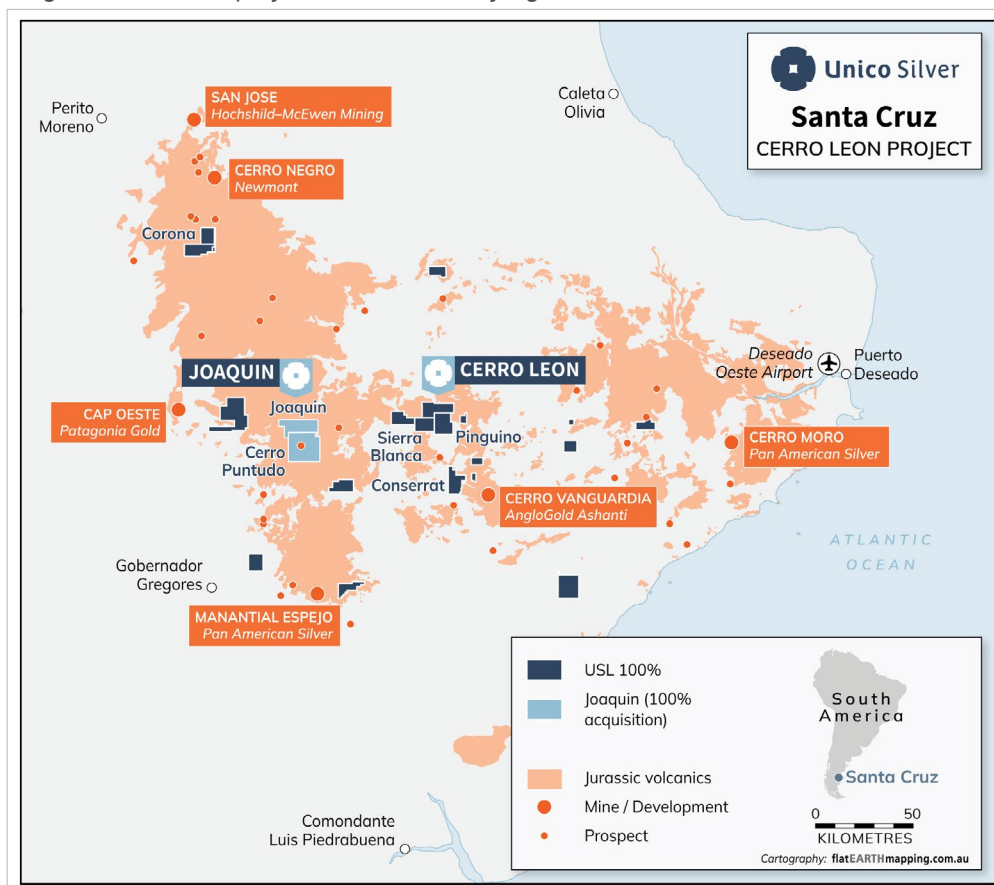 Unico Silver
Santa Cruz
CERRO LEON PROJECT
Perito
Moreno
SAN JOSE
Hochshild–McEwen Mining
Caleta
Olivia
CERRO NEGRO
Newmont
Corona
JOAQUIN
CERRO LEON
Deseado
Oeste Airport
Puerto
Deseado
CAP OESTE
Patagonia Gold
Joaquin
Cerro
Puntudo
Sierra
Blanca
Pinguino
Conserrat
CERRO MORO
Pan American Silver
CERRO VANGUARDIA
AngloGold Ashanti
ATLANTIC
OCEAN
Gobernador
Gregores
MANANTIAL ESPEJO
Pan American Silver
USL 100%
Joaquin (100%
acquisition)
Jurassic volcanics
Mine / Development
Prospect
South
America
Santa Cruz
0 50
KILOMETRES
Cartography: flatEARTHmapping.com.au
Comondante
Luis Piedrabuena